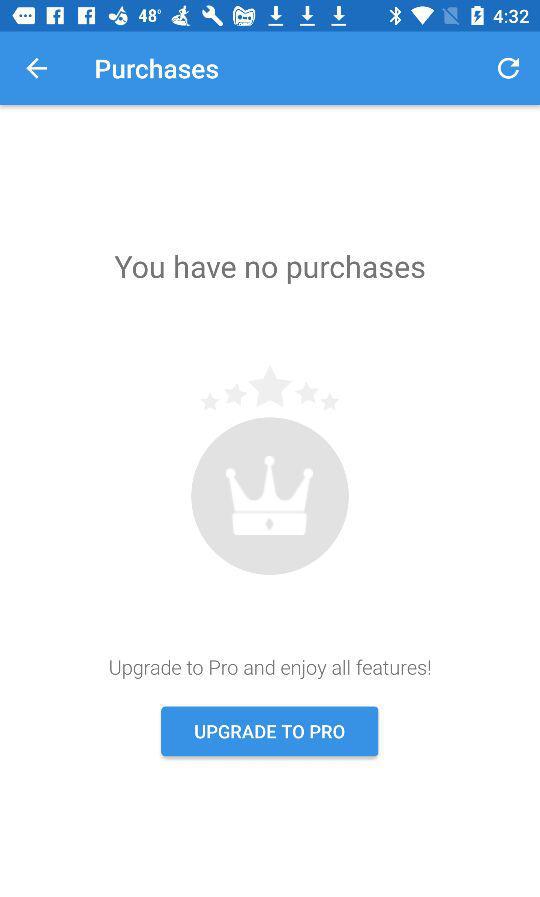 48° 4:32
Purchases
You have no purchases
Upgrade to Pro and enjoy all features!
UPGRADE TO PRO